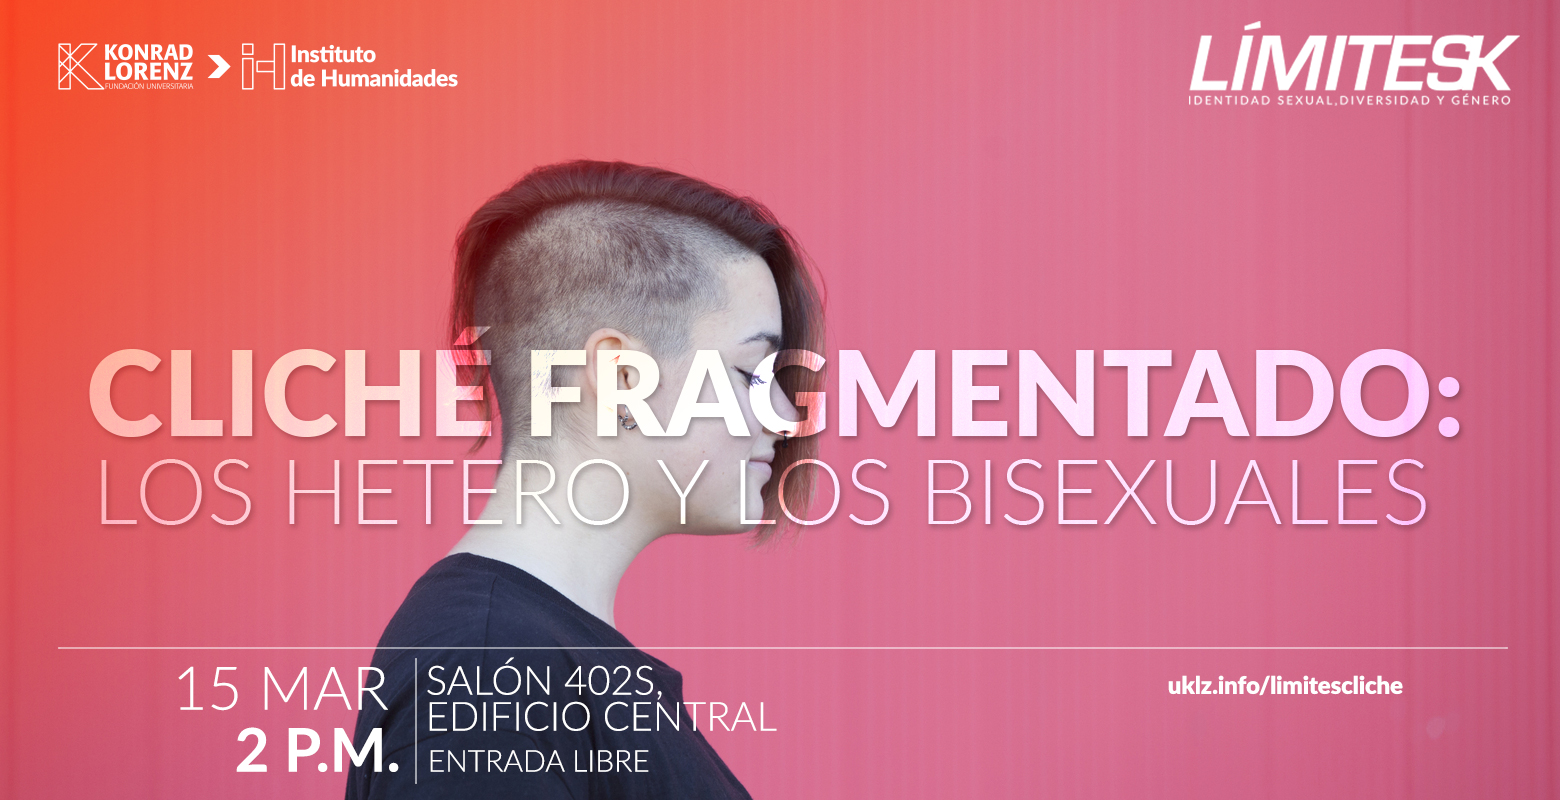 KONRAD
LORENZ
FUNDACIÓN UNIVERSITARIA
Instituto
de Humanidades
LÍMITESK
IDENTIDAD SEXUAL,DIVERSIDAD Y GÉNERO
CLICHÉ FRAGMENTADO:
LOS HETERO Y LOS BISEXUALES
15 MAR
2 P.M.
SALÓN 402S,
EDIFICIO CENTRAL
ENTRADA LIBRE
uklz.info/limitescliche